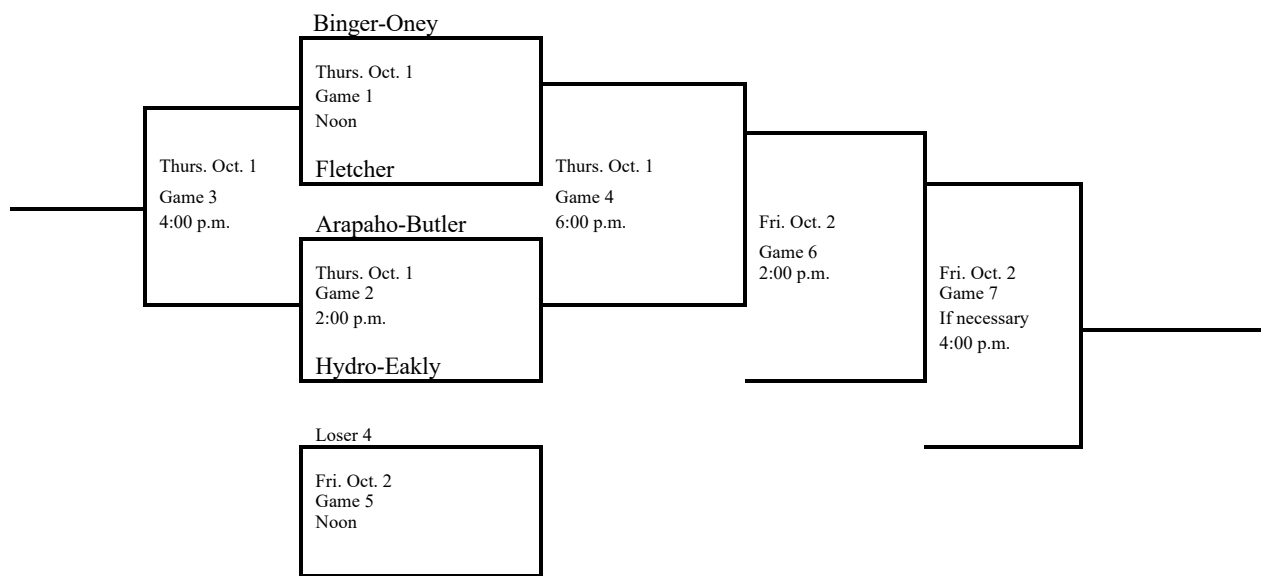 Binger-Oney
Thurs. Oct. 1
Game 1
Noon
Fletcher
Thurs. Oct. 1
Game 3
4:00 p.m.
Arapaho-Butler
Thurs. Oct. 1
Game 2
2:00 p.m.
Hydro-Eakly
Thurs. Oct. 1
Game 4
6:00 p.m.
Loser 4
Fri. Oct. 2
Game 5
Noon
Fri. Oct. 2
Game 6
2:00 p.m.
Fri. Oct. 2
Game 7
If necessary
4:00 p.m.